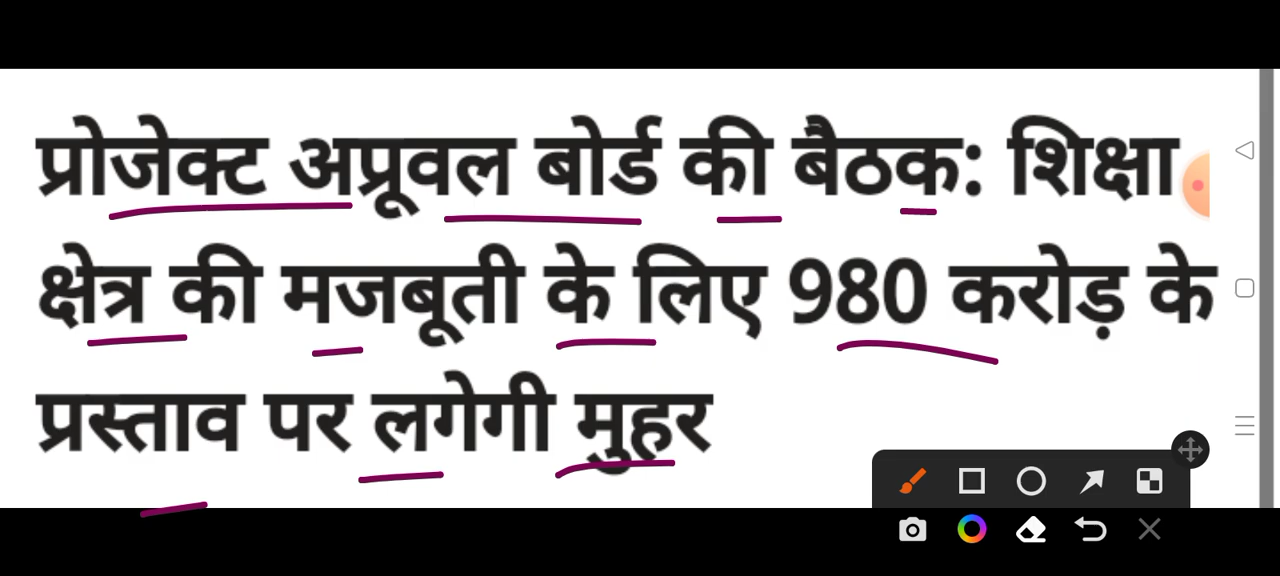 प्रोजेक्ट अप्रूवल बोर्ड की बैठक: शिक्षा
क्षेत्र की मजबूती के लिए 980 करोड़ के
प्रस्ताव पर लगेगी मुहर